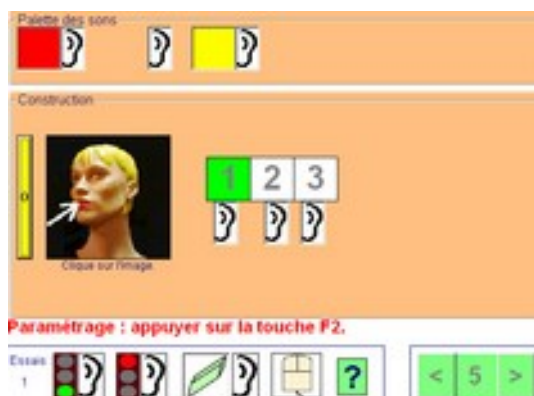 Palette des sons
Construction
0
1 2 3
Clique sur l'image.
Paramétrage : appuyer sur la touche F2.
Essais
1
?
< 5 >